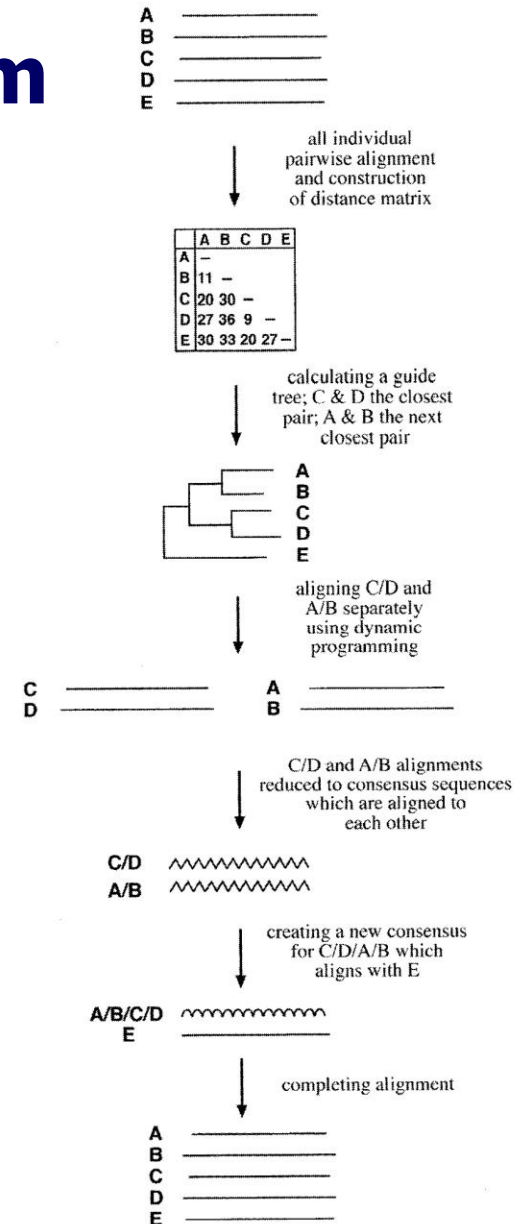 m
A
B
C
D
E
all individual
pairwise alignment
and construction
of distance matrix
A B C D E
A –
B 11 –
C 20 30 –
D 27 36 9 –
E 30 33 20 27 –
calculating a guide
tree; C & D the closest
pair; A & B the next
closest pair
A
B
C
D
E
aligning C/D and
A/B separately
using dynamic
programming
C
D
A
B
C/D and A/B alignments
reduced to consensus sequences
which are aligned to
each other
C/D
A/B
creating a new consensus
for C/D/A/B which
aligns with E
A/B/C/D
E
completing alignment
A
B
C
D
E